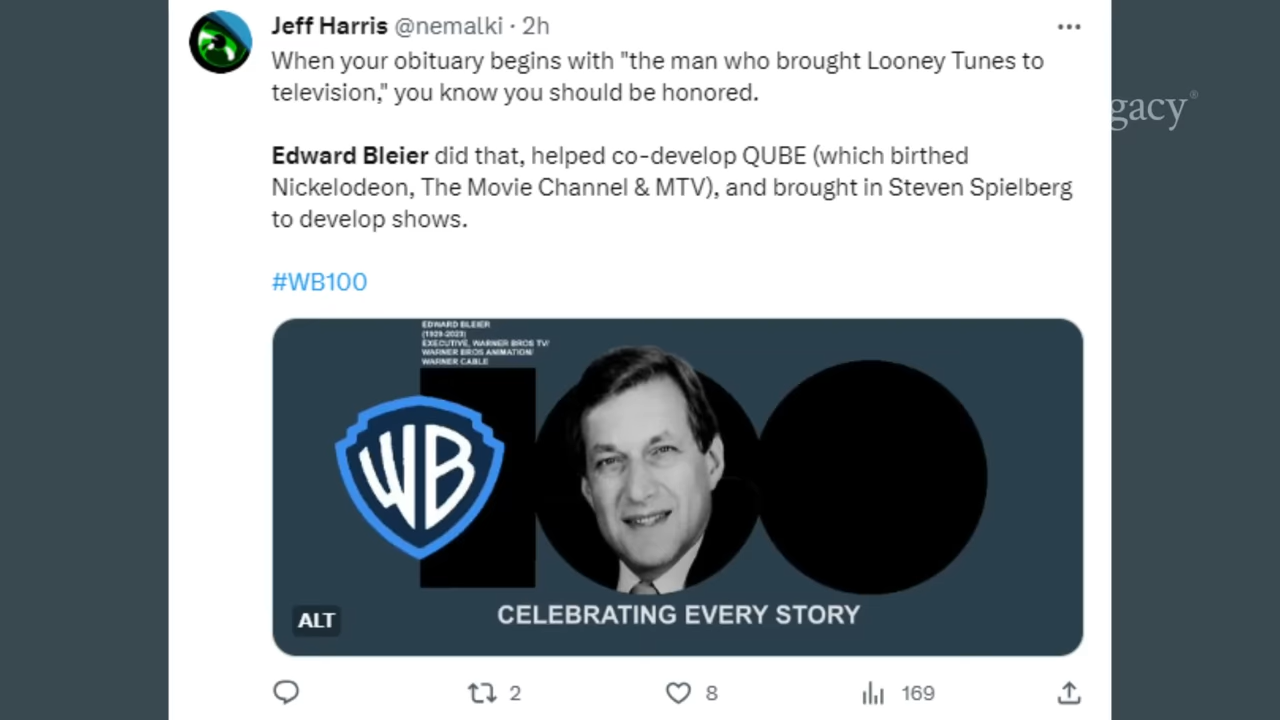 Jeff Harris @nemalki · 2h
When your obituary begins with "the man who brought Looney Tunes to
television," you know you should be honored.
gacy®
Edward Bleier did that, helped co-develop QUBE (which birthed
Nickelodeon, The Movie Channel & MTV), and brought in Steven Spielberg
to develop shows.
#WB100
EDWARD BLEIER
(1929-2023)
EXECUTIVE, WARNER BROS TV/
WARNER BROS ANIMATION/
WARNER CABLE
WB
CELEBRATING EVERY STORY
ALT
2 8 169